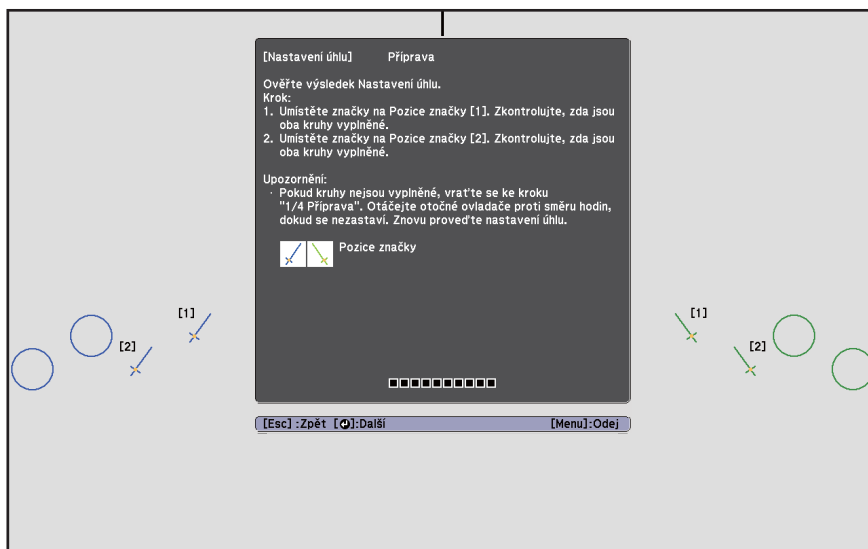 [Nastavení úhlu] Příprava
Ověřte výsledek Nastavení úhlu.
Krok:
1. Umístěte značky na Pozice značky [1]. Zkontrolujte, zda jsou
oba kruhy vyplněné.
2. Umístěte značky na Pozice značky [2]. Zkontrolujte, zda jsou
oba kruhy vyplněné.
Upozornění:
· Pokud kruhy nejsou vyplněné, vraťte se ke kroku
"1/4 Příprava". Otáčejte otočné ovladače proti směru hodin,
dokud se nezastaví. Znovu proveďte nastavení úhlu.
Pozice značky
[1]
[1]
[2]
[2]
[Esc] :Zpět [↵]:Další [Menu]:Odej